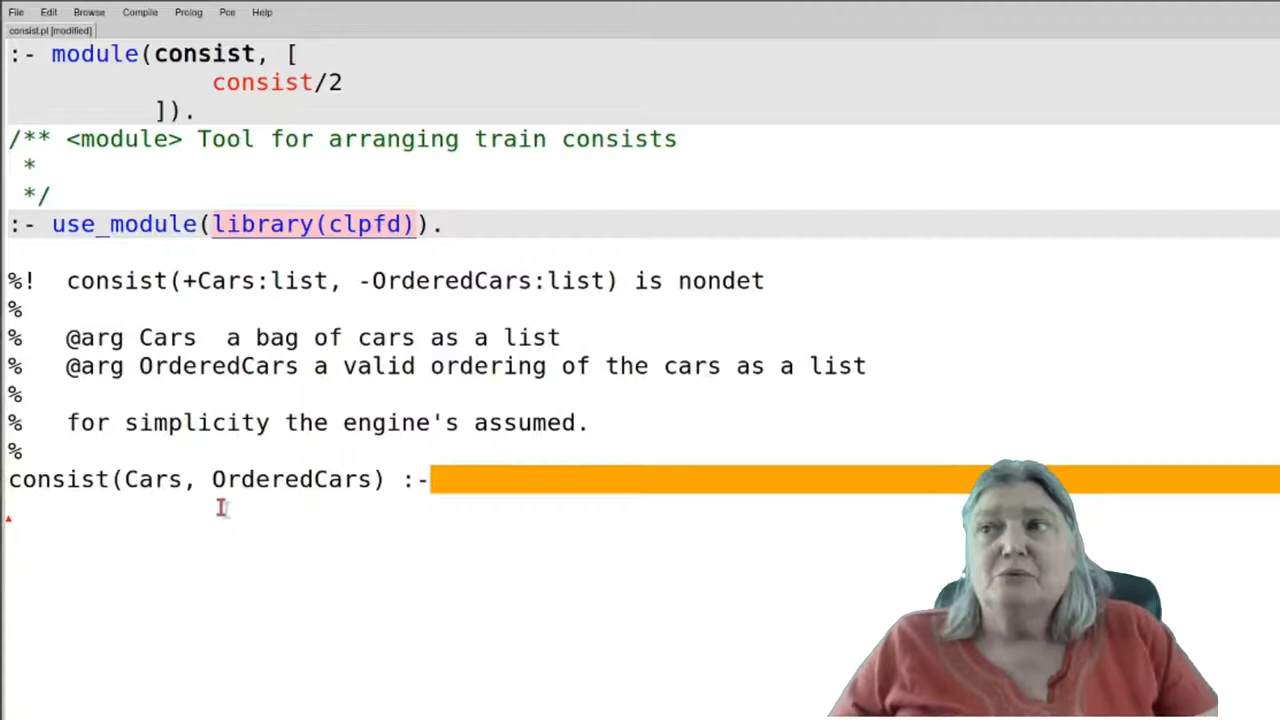 File Edit Browse Compile Prolog Pce Help
consist.pl [modified]
:- module(consist, [
consist/2
]).
/** <module> Tool for arranging train consists
*
*/
:- use_module(library(clpfd)).
%! consist(+Cars:list, -OrderedCars:list) is nondet
%
% @arg Cars a bag of cars as a list
% @arg OrderedCars a valid ordering of the cars as a list
%
% for simplicity the engine's assumed.
%
consist(Cars, OrderedCars) :-